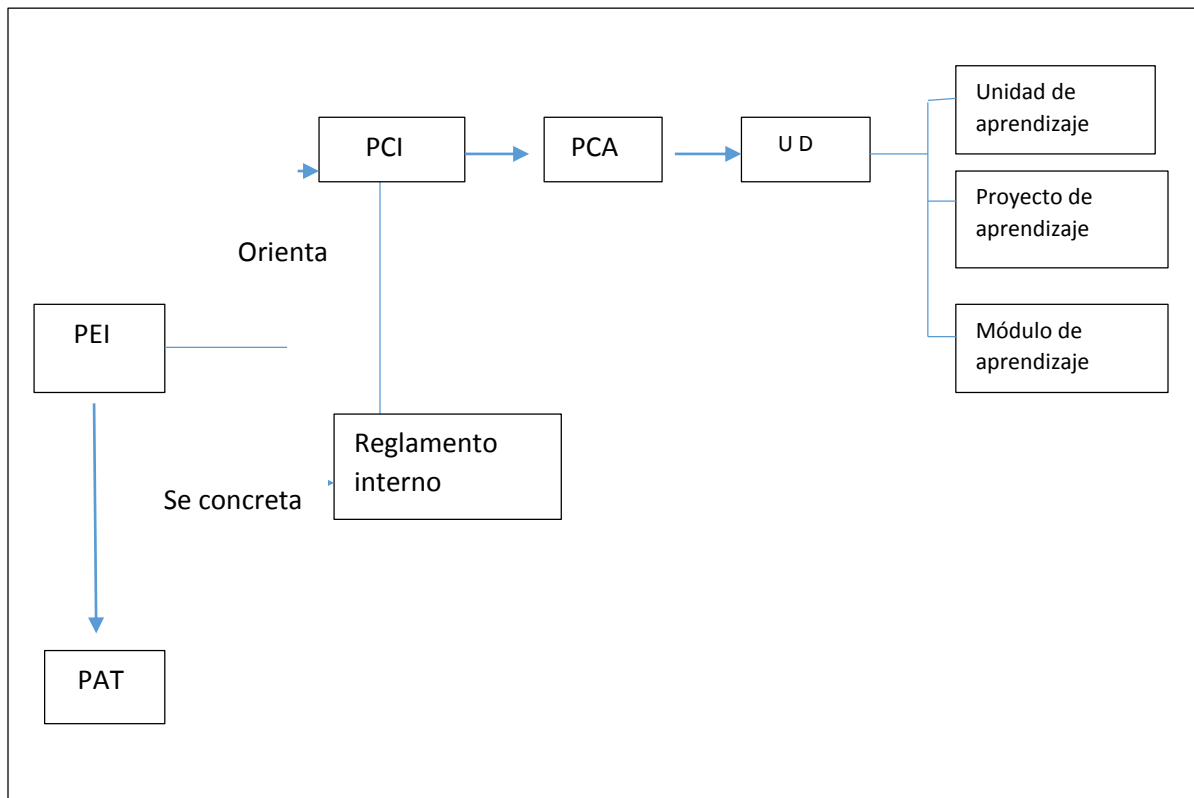 Unidad de
aprendizaje
PCI
PCA
U D
Proyecto de
aprendizaje
Orienta
PEI
Módulo de
aprendizaje
Reglamento
interno
Se concreta
PAT